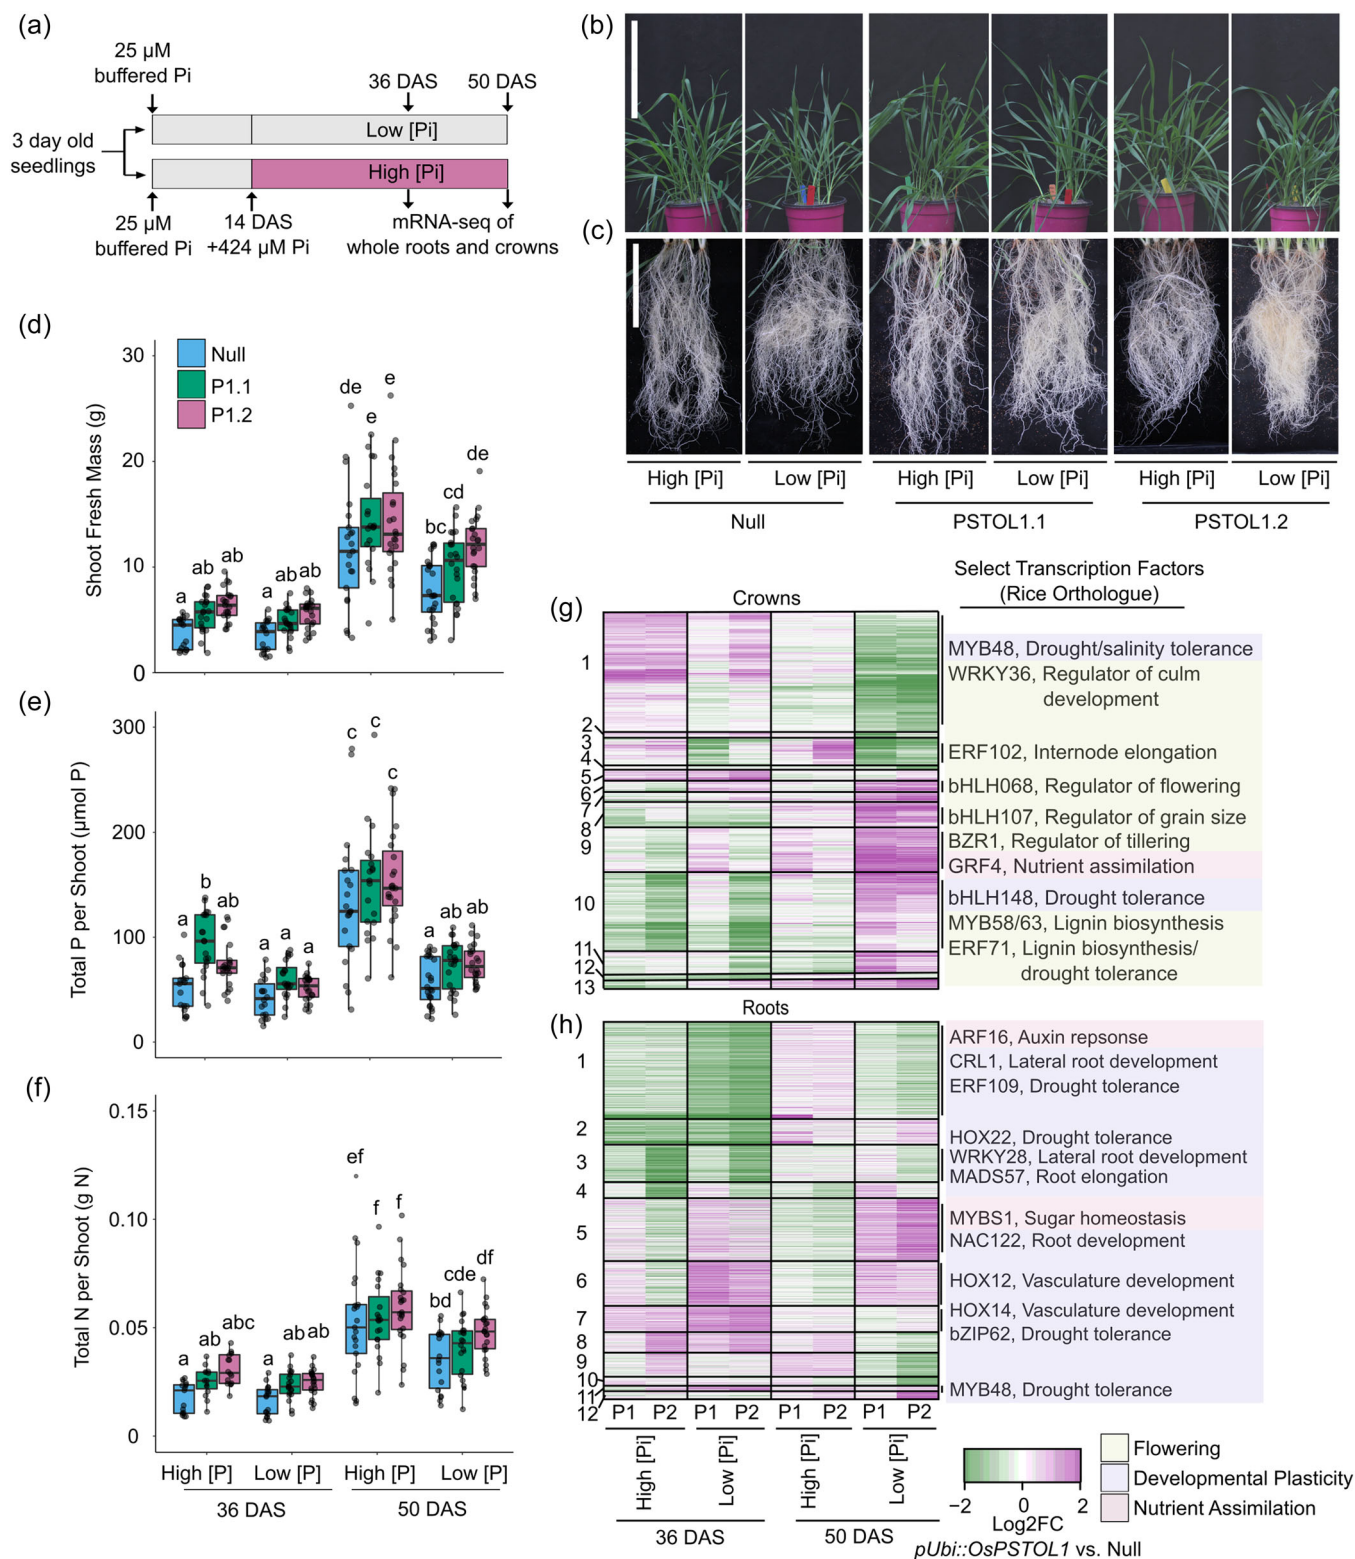 (a)
25 µM
buffered Pi
36 DAS
50 DAS
3 day old
seedlings
Low [Pi]
High [Pi]
25 µM
buffered Pi
14 DAS
+424 µM Pi
mRNA-seq of
whole roots and crowns
(b)
(c)
High [Pi]
Low [Pi]
High [Pi]
Low [Pi]
High [Pi]
Low [Pi]
Null
PSTOL1.1
PSTOL1.2
(d)
Shoot Fresh Mass (g)
30
20
10
0
Null
P1.1
P1.2
a
ab
ab
a
ab
ab
de
e
e
bc
cd
de
(e)
Total P per Shoot (µmol P)
300
200
100
0
a
b
ab
a
a
a
c
c
c
a
ab
ab
(f)
Total N per Shoot (g N)
0.15
0.10
0.05
0
a
ab
abc
a
ab
ab
ef
f
f
bd
cde
df
High [P]
Low [P]
High [P]
Low [P]
36 DAS
50 DAS
(g)
Crowns
Select Transcription Factors
(Rice Orthologue)
1
2
3
4
5
6
7
8
9
10
11
12
13
MYB48, Drought/salinity tolerance
WRKY36, Regulator of culm
development
ERF102, Internode elongation
bHLH068, Regulator of flowering
bHLH107, Regulator of grain size
BZR1, Regulator of tillering
GRF4, Nutrient assimilation
bHLH148, Drought tolerance
MYB58/63, Lignin biosynthesis
ERF71, Lignin biosynthesis/
drought tolerance
(h)
Roots
1
2
3
4
5
6
7
8
9
10
11
12
ARF16, Auxin repsonse
CRL1, Lateral root development
ERF109, Drought tolerance
HOX22, Drought tolerance
WRKY28, Lateral root development
MADS57, Root elongation
MYBS1, Sugar homeostasis
NAC122, Root development
HOX12, Vasculature development
HOX14, Vasculature development
bZIP62, Drought tolerance
MYB48, Drought tolerance
P1
P2
P1
P2
P1
P2
P1
P2
High [Pi]
Low [Pi]
High [Pi]
Low [Pi]
36 DAS
50 DAS
−2
0
2
Log2FC
pUbi::OsPSTOL1 vs. Null
Flowering
Developmental Plasticity
Nutrient Assimilation